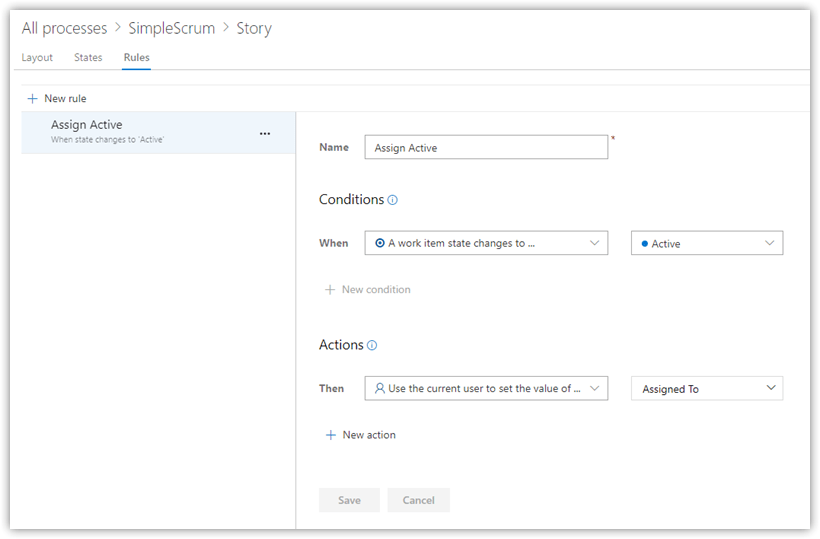 All processes > SimpleScrum > Story
Layout States Rules
+ New rule
Assign Active
When state changes to 'Active'
...
Name Assign Active *
Conditions
When A work item state changes to ... Active
+ New condition
Actions
Then Use the current user to set the value of ... Assigned To
+ New action
Save Cancel